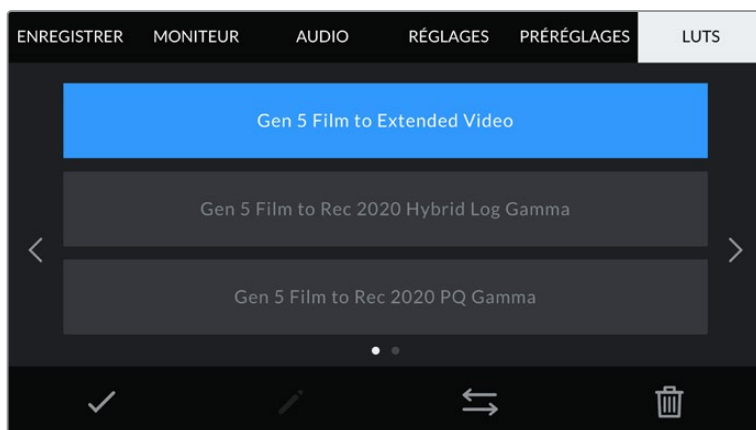 ENREGISTRER MONITEUR AUDIO RÉGLAGES PRÉRÉGLAGES LUTS
Gen 5 Film to Extended Video
Gen 5 Film to Rec 2020 Hybrid Log Gamma
Gen 5 Film to Rec 2020 PQ Gamma